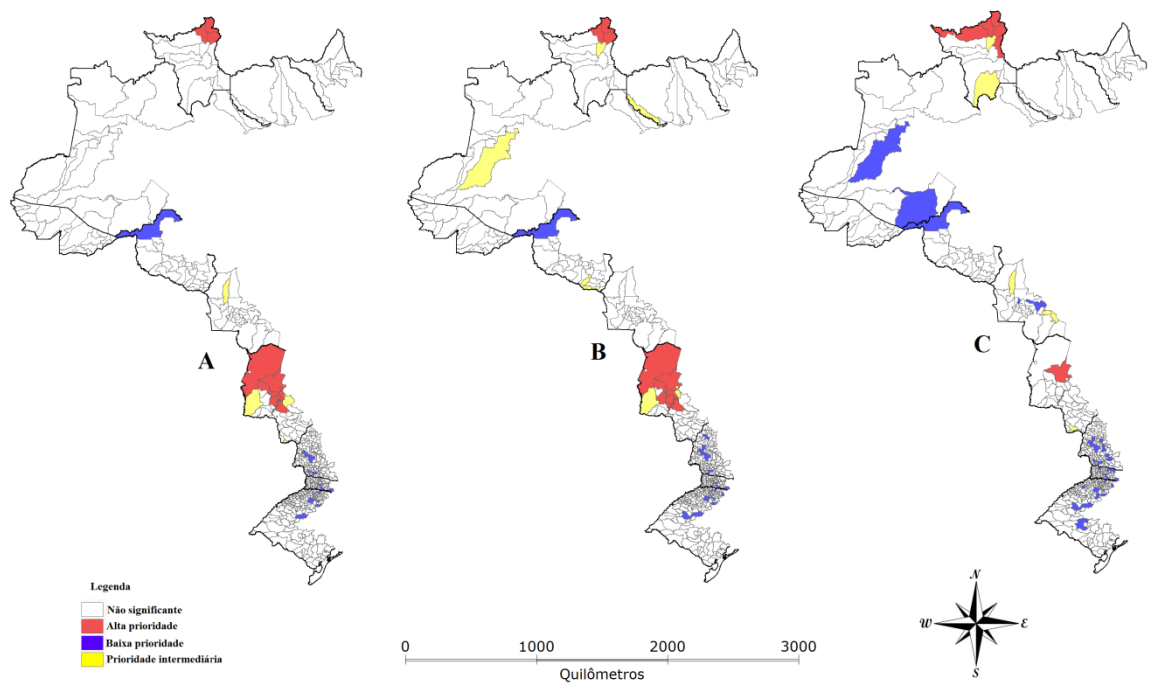 A
B
C
Legenda
Não significante
Alta prioridade
Baixa prioridade
Prioridade intermediária
0 1000 2000 3000
Quilômetros
N
W E
S